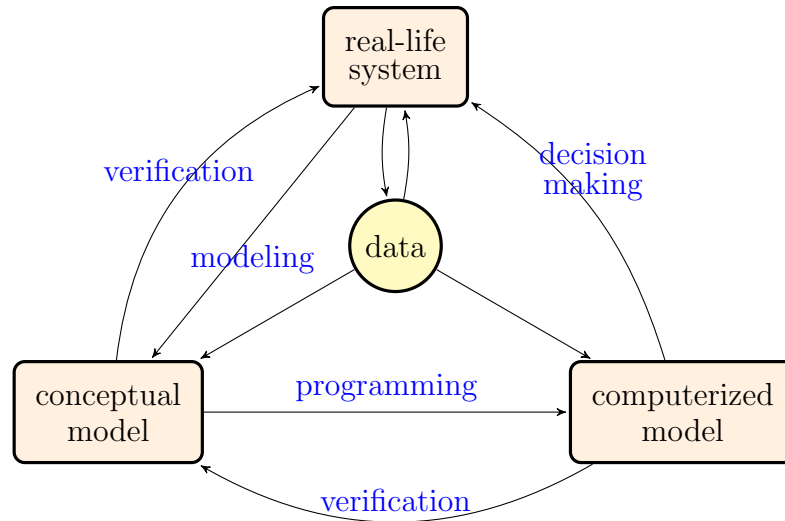 real-life
system
verification
decision
making
modeling
data
programming
conceptual
model
computerized
model
verification